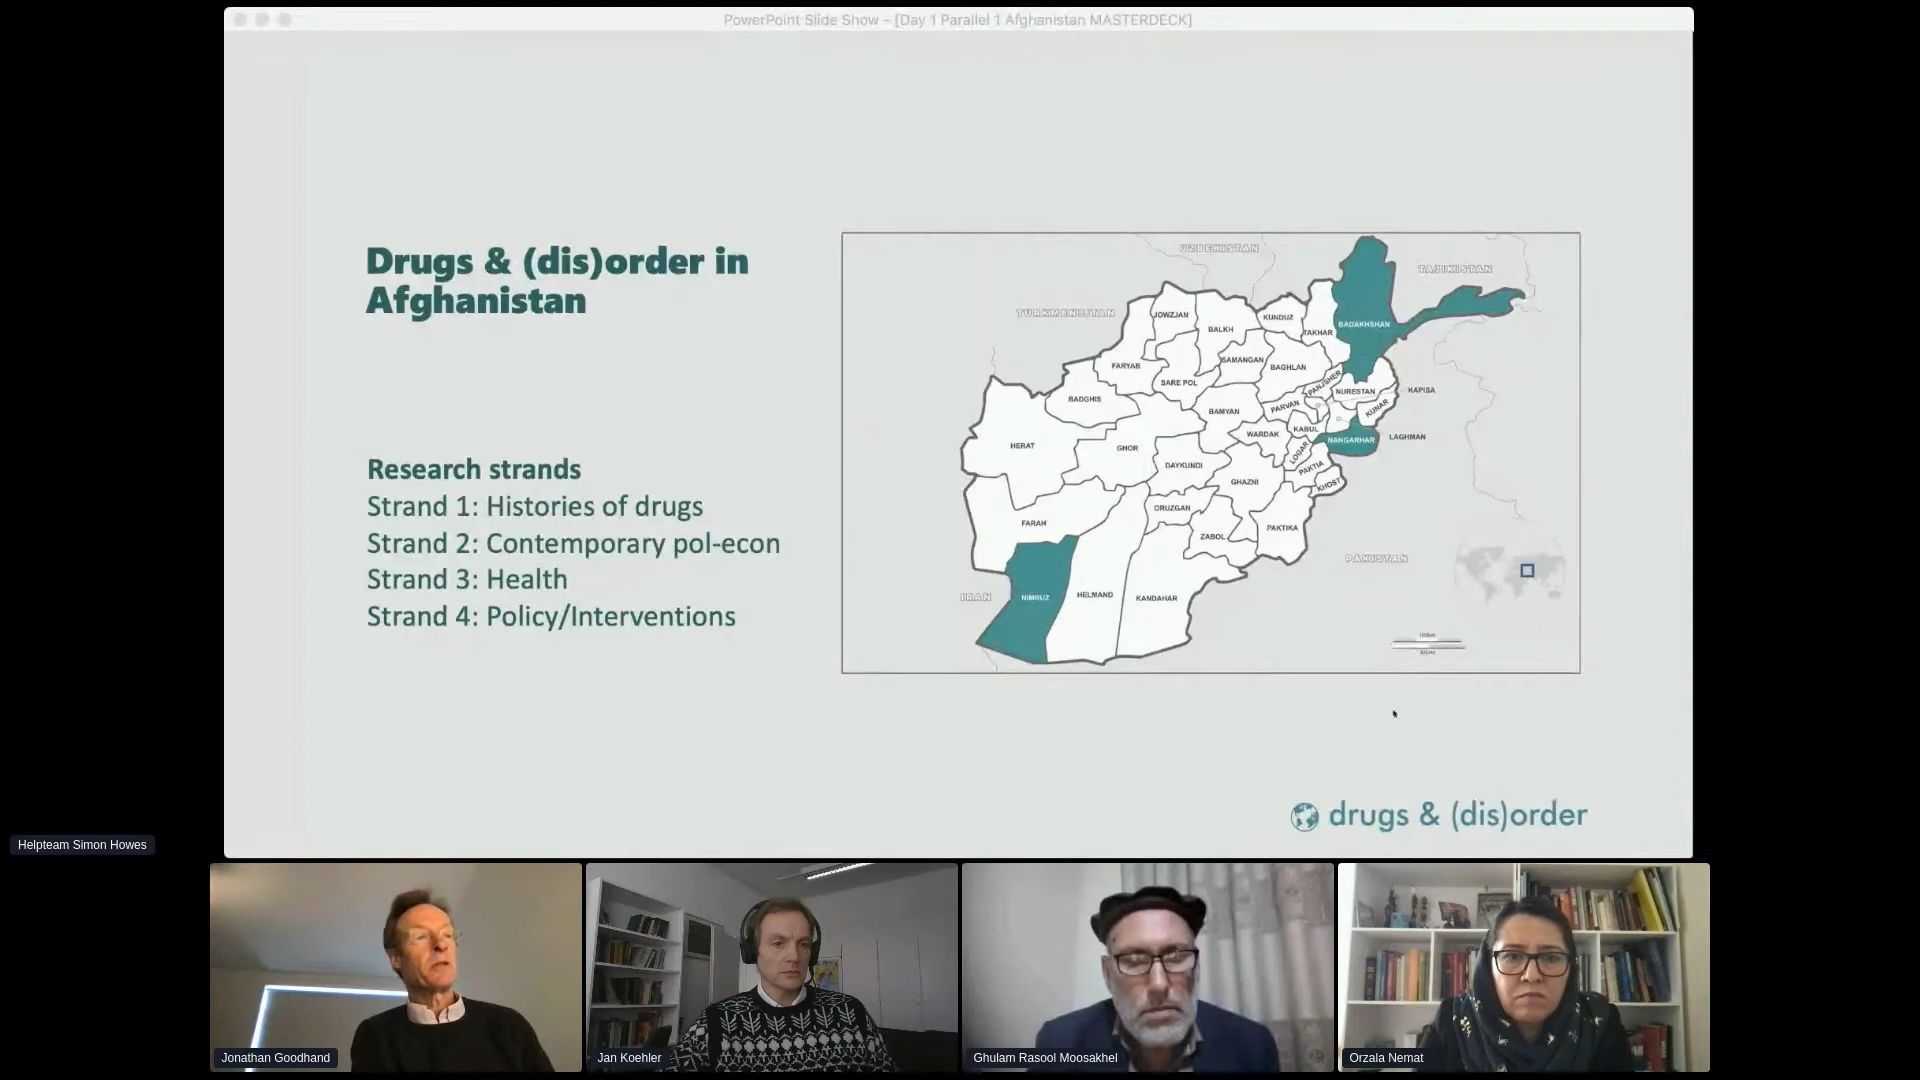 PowerPoint Slide Show – [Day 1 Parallel 1 Afghanistan MASTERDECK]
Drugs & (dis)order in
Afghanistan
Research strands
Strand 1: Histories of drugs
Strand 2: Contemporary pol-econ
Strand 3: Health
Strand 4: Policy/Interventions
UZBEKISTAN
TAJIKISTAN
TURKMENISTAN
JOWZJAN
KUNDUZ
BALKH
TAKHAR
BADAKHSHAN
FARYAB
SAMANGAN
BAGHLAN
SARE POL
PANJSHER
NURESTAN
KAPISA
BADGHIS
BAMYAN
PARVAN
KUNAR
KABUL
WARDAK
NANGARHAR
LAGHMAN
HERAT
GHOR
LOGAR
DAYKUNDI
PAKTIA
GHAZNI
KHOST
ORUZGAN
FARAH
PAKTIKA
ZABOL
PAKISTAN
IRAN
NIMRUZ
HELMAND
KANDAHAR
drugs & (dis)order
Helpteam Simon Howes
Jonathan Goodhand
Jan Koehler
Ghulam Rasool Moosakhel
Orzala Nemat